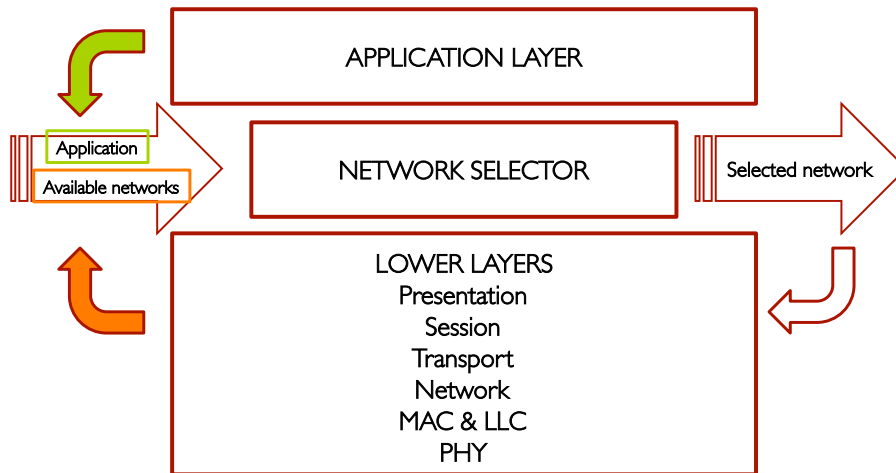 APPLICATION LAYER
Application
Available networks
NETWORK SELECTOR
Selected network
LOWER LAYERS
Presentation
Session
Transport
Network
MAC & LLC
PHY